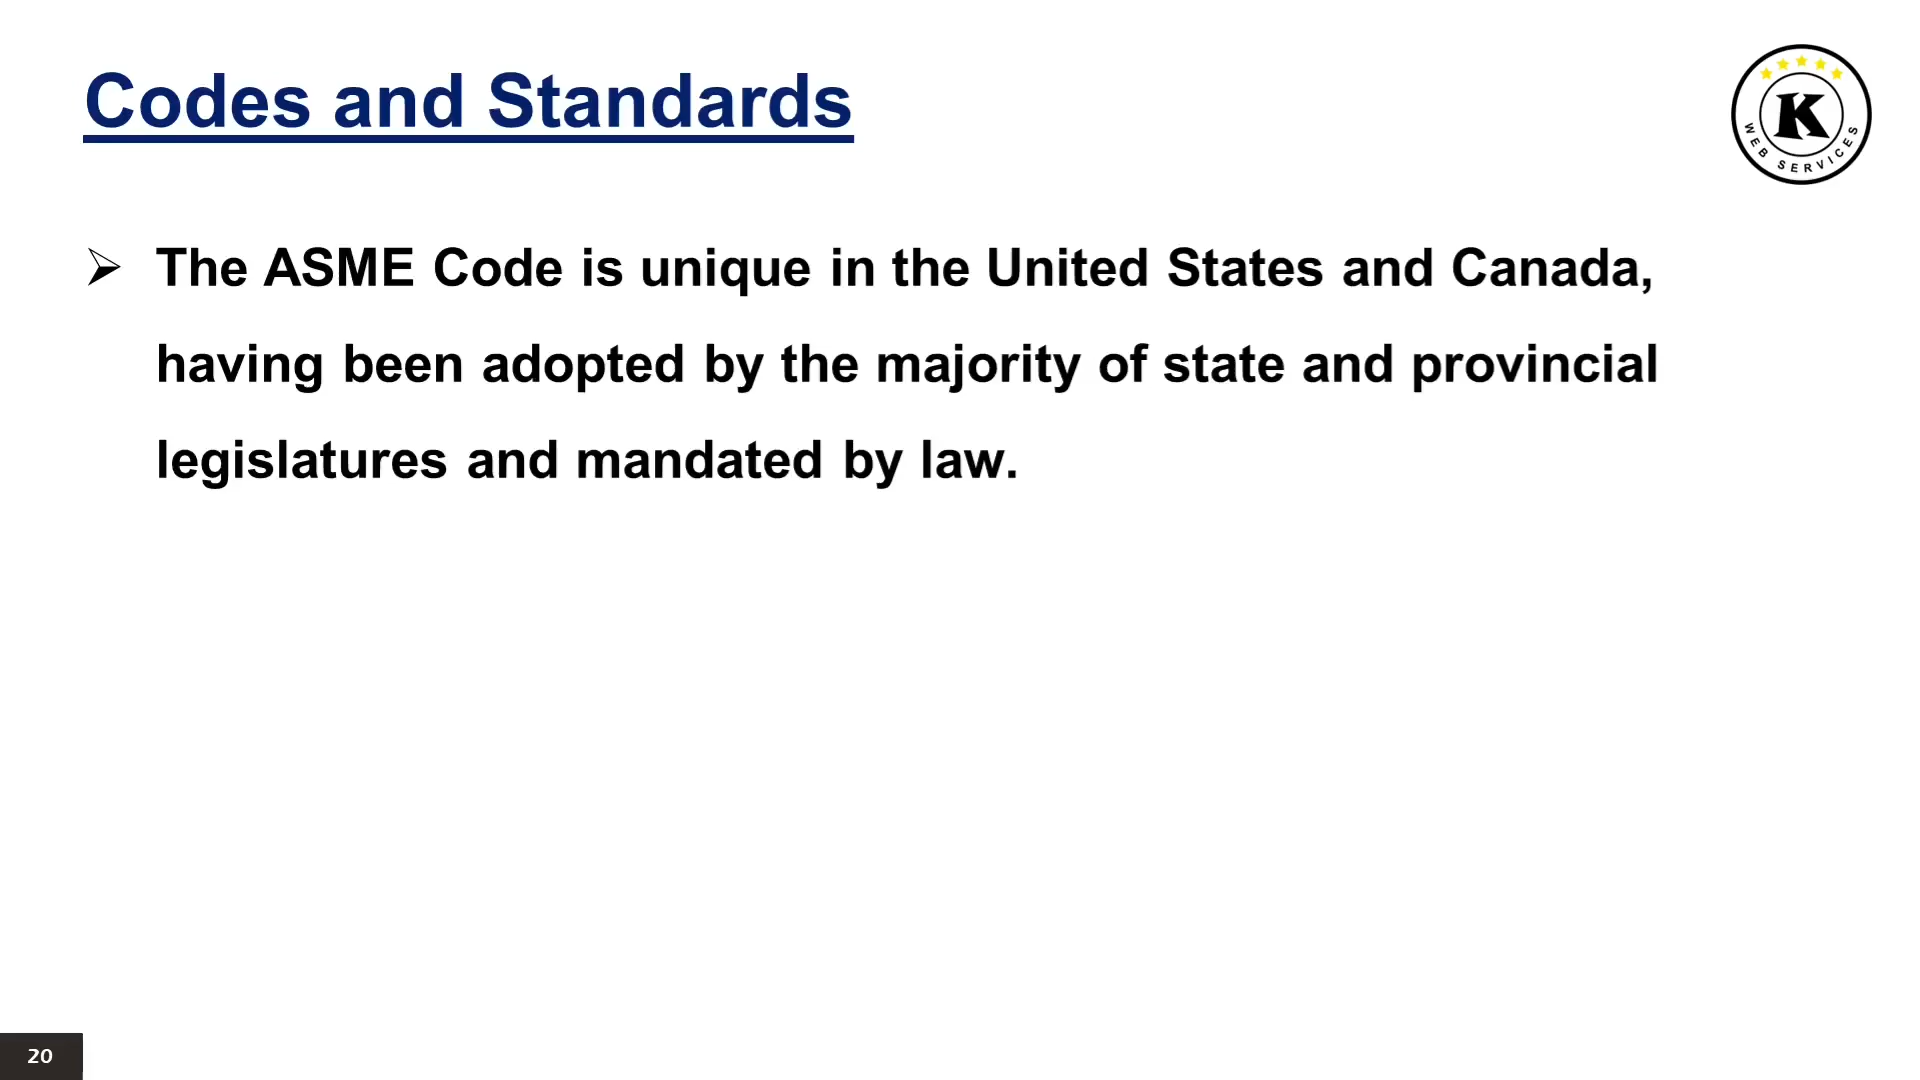 Codes and Standards
K
WEB SERVICES
➢ The ASME Code is unique in the United States and Canada,
having been adopted by the majority of state and provincial
legislatures and mandated by law.
20